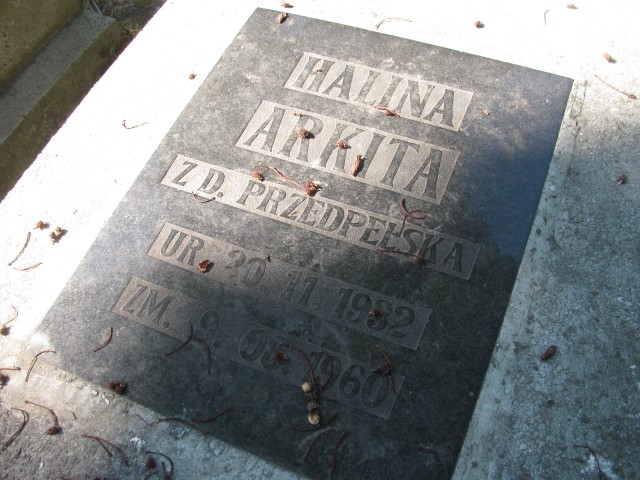 HALINA
ARKITA
Z D. PRZEDPEŁSKA
UR. 20. 11. 1932
ZM. 9. 03. 1960